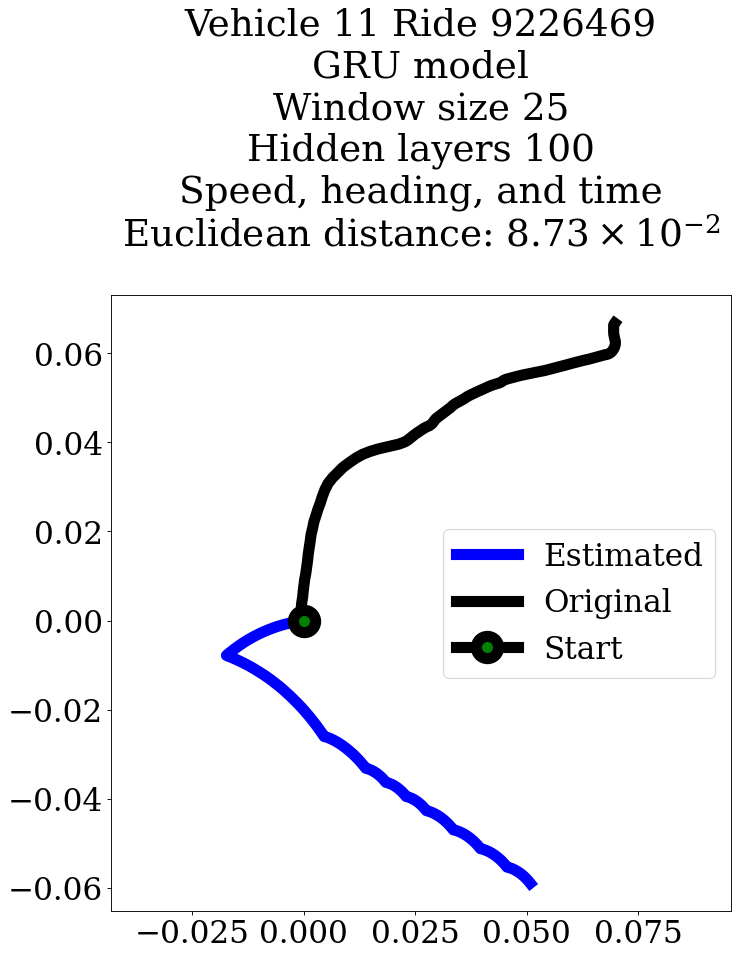 Vehicle 11 Ride 9226469
GRU model
Window size 25
Hidden layers 100
Speed, heading, and time
Euclidean distance: 8.73 × 10⁻²
0.06
0.04
0.02
0.00
−0.02
−0.04
−0.06
Estimated
Original
Start
−0.025 0.000 0.025 0.050 0.075